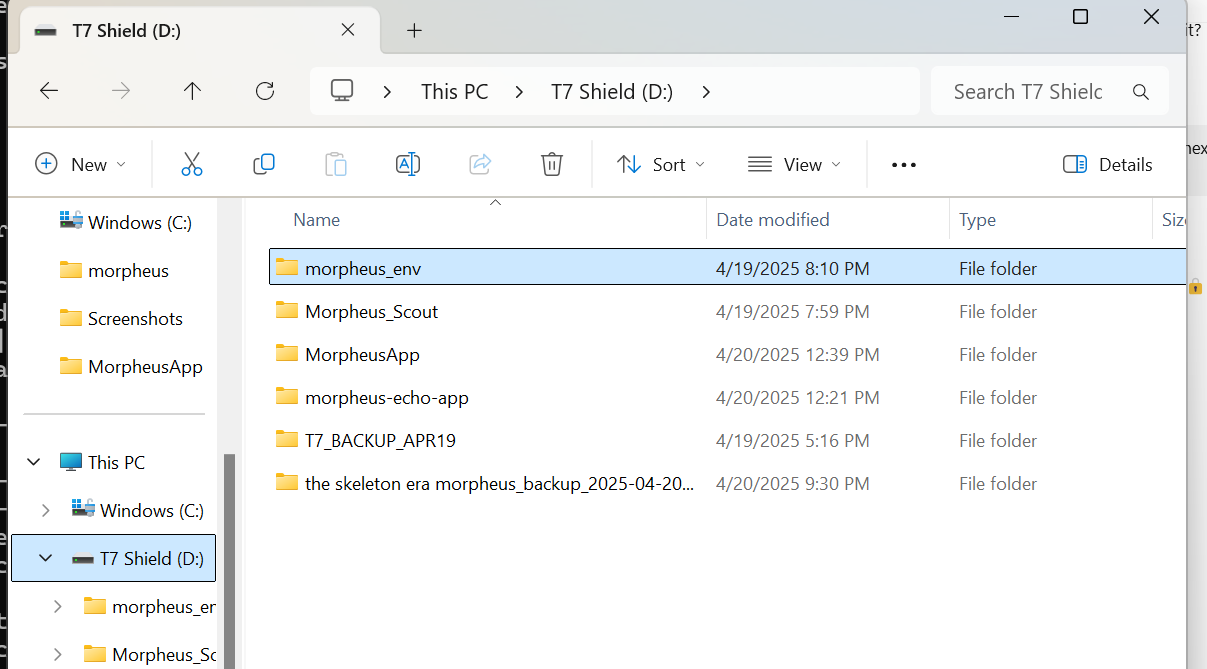 T7 Shield (D:)
This PC
T7 Shield (D:)
Search T7 Shield
New
Sort
View
Details
Windows (C:)
morpheus
Screenshots
MorpheusApp
This PC
Windows (C:)
T7 Shield (D:)
morpheus_en
Morpheus_Sc
Name Date modified Type Siz
morpheus_env 4/19/2025 8:10 PM File folder
Morpheus_Scout 4/19/2025 7:59 PM File folder
MorpheusApp 4/20/2025 12:39 PM File folder
morpheus-echo-app 4/20/2025 12:21 PM File folder
T7_BACKUP_APR19 4/19/2025 5:16 PM File folder
the skeleton era morpheus_backup_2025-04-20... 4/20/2025 9:30 PM File folder
it?